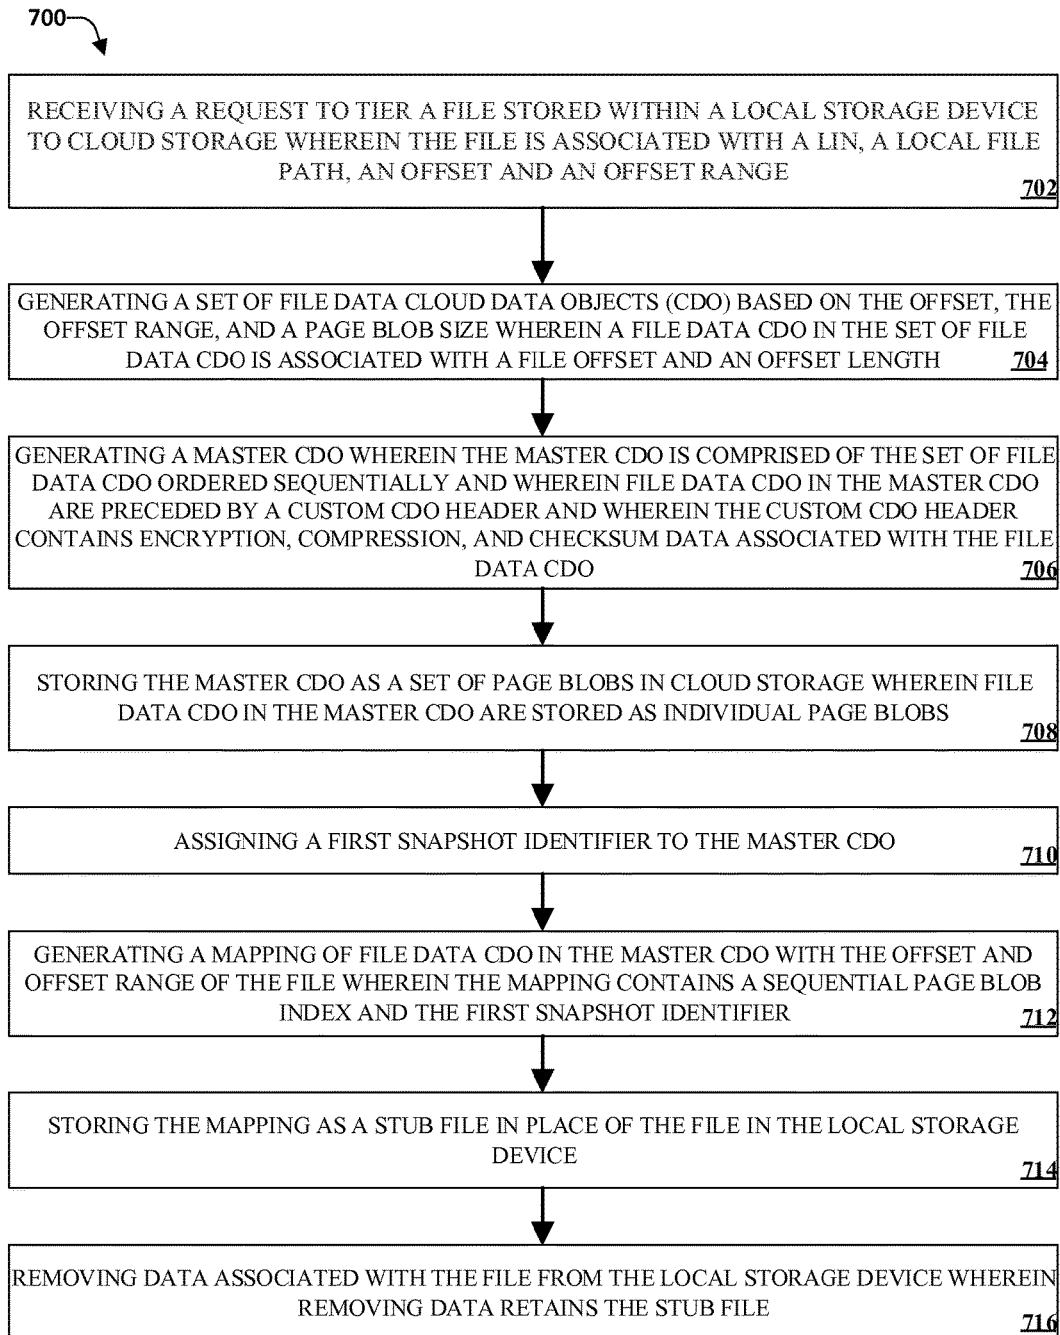 700
RECEIVING A REQUEST TO TIER A FILE STORED WITHIN A LOCAL STORAGE DEVICE
TO CLOUD STORAGE WHEREIN THE FILE IS ASSOCIATED WITH A LIN, A LOCAL FILE
PATH, AN OFFSET AND AN OFFSET RANGE
702
GENERATING A SET OF FILE DATA CLOUD DATA OBJECTS (CDO) BASED ON THE OFFSET, THE
OFFSET RANGE, AND A PAGE BLOB SIZE WHEREIN A FILE DATA CDO IN THE SET OF FILE
DATA CDO IS ASSOCIATED WITH A FILE OFFSET AND AN OFFSET LENGTH
704
GENERATING A MASTER CDO WHEREIN THE MASTER CDO IS COMPRISED OF THE SET OF FILE
DATA CDO ORDERED SEQUENTIALLY AND WHEREIN FILE DATA CDO IN THE MASTER CDO
ARE PRECEDED BY A CUSTOM CDO HEADER AND WHEREIN THE CUSTOM CDO HEADER
CONTAINS ENCRYPTION, COMPRESSION, AND CHECKSUM DATA ASSOCIATED WITH THE FILE
DATA CDO
706
STORING THE MASTER CDO AS A SET OF PAGE BLOBS IN CLOUD STORAGE WHEREIN FILE
DATA CDO IN THE MASTER CDO ARE STORED AS INDIVIDUAL PAGE BLOBS
708
ASSIGNING A FIRST SNAPSHOT IDENTIFIER TO THE MASTER CDO
710
GENERATING A MAPPING OF FILE DATA CDO IN THE MASTER CDO WITH THE OFFSET AND
OFFSET RANGE OF THE FILE WHEREIN THE MAPPING CONTAINS A SEQUENTIAL PAGE BLOB
INDEX AND THE FIRST SNAPSHOT IDENTIFIER
712
STORING THE MAPPING AS A STUB FILE IN PLACE OF THE FILE IN THE LOCAL STORAGE
DEVICE
714
REMOVING DATA ASSOCIATED WITH THE FILE FROM THE LOCAL STORAGE DEVICE WHEREIN
REMOVING DATA RETAINS THE STUB FILE
716